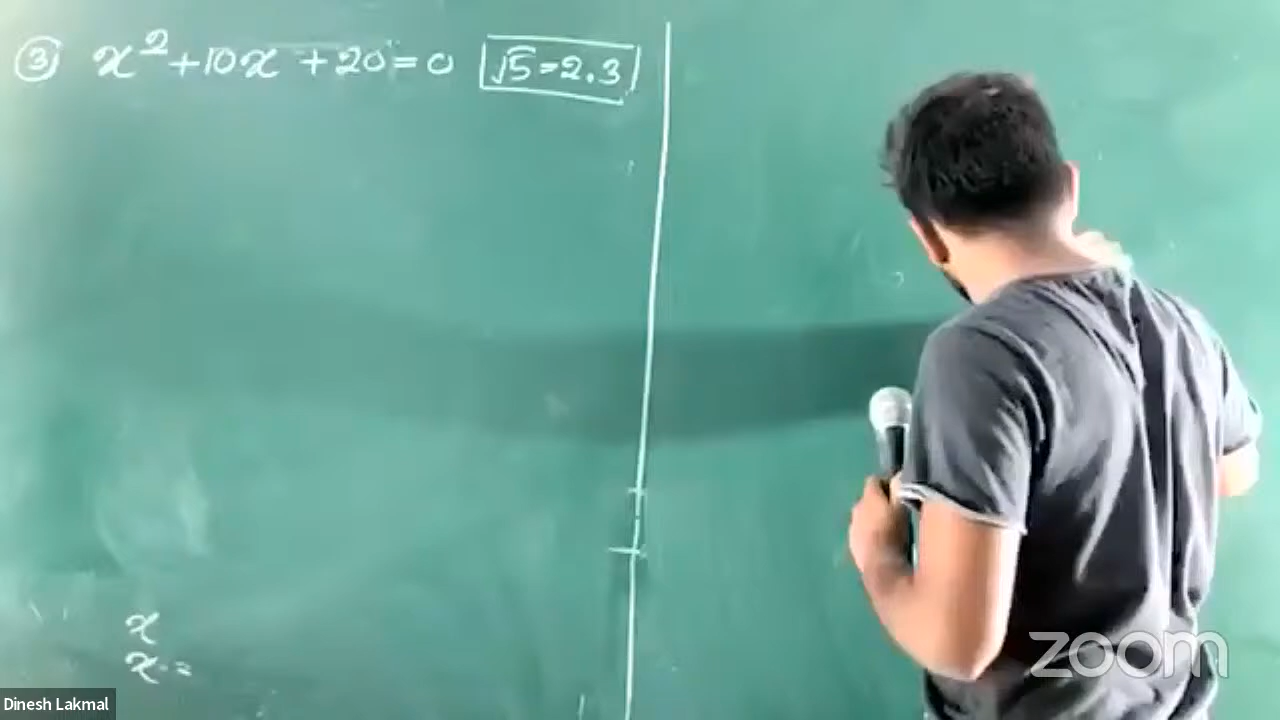 ③ x²+10x +20=0 √5=2.3
x
x
zoom
Dinesh Lakmal